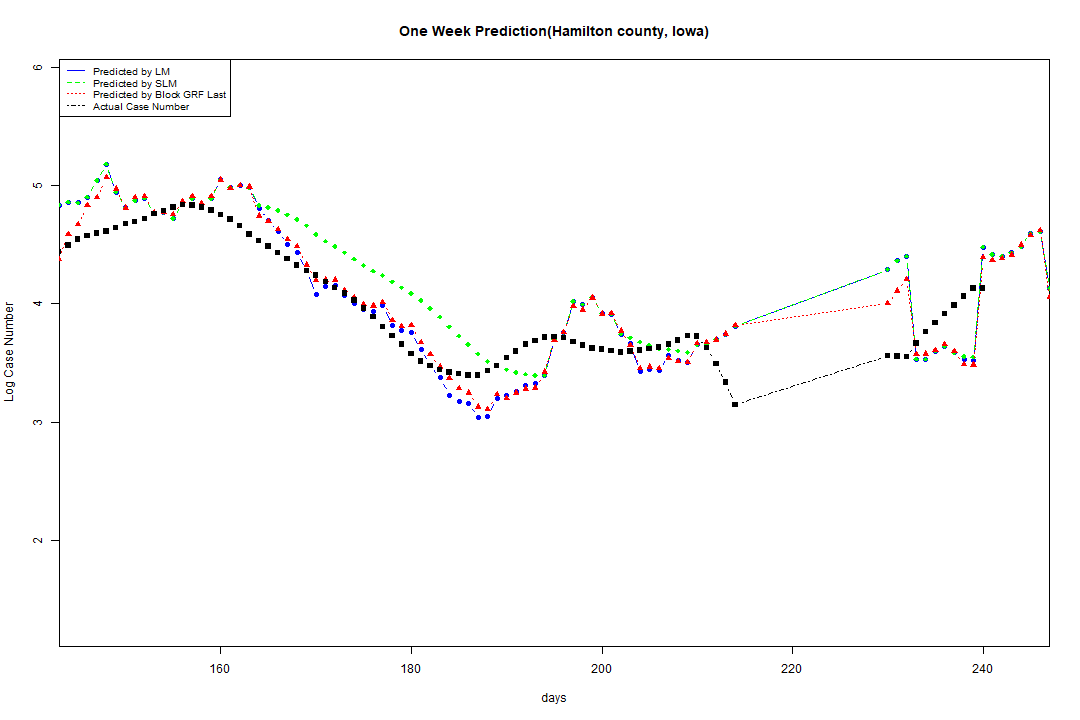 One Week Prediction(Hamilton county, Iowa)
Predicted by LM
Predicted by SLM
Predicted by Block GRF Last
Actual Case Number
6
5
4
3
2
Log Case Number
160
180
200
220
240
days